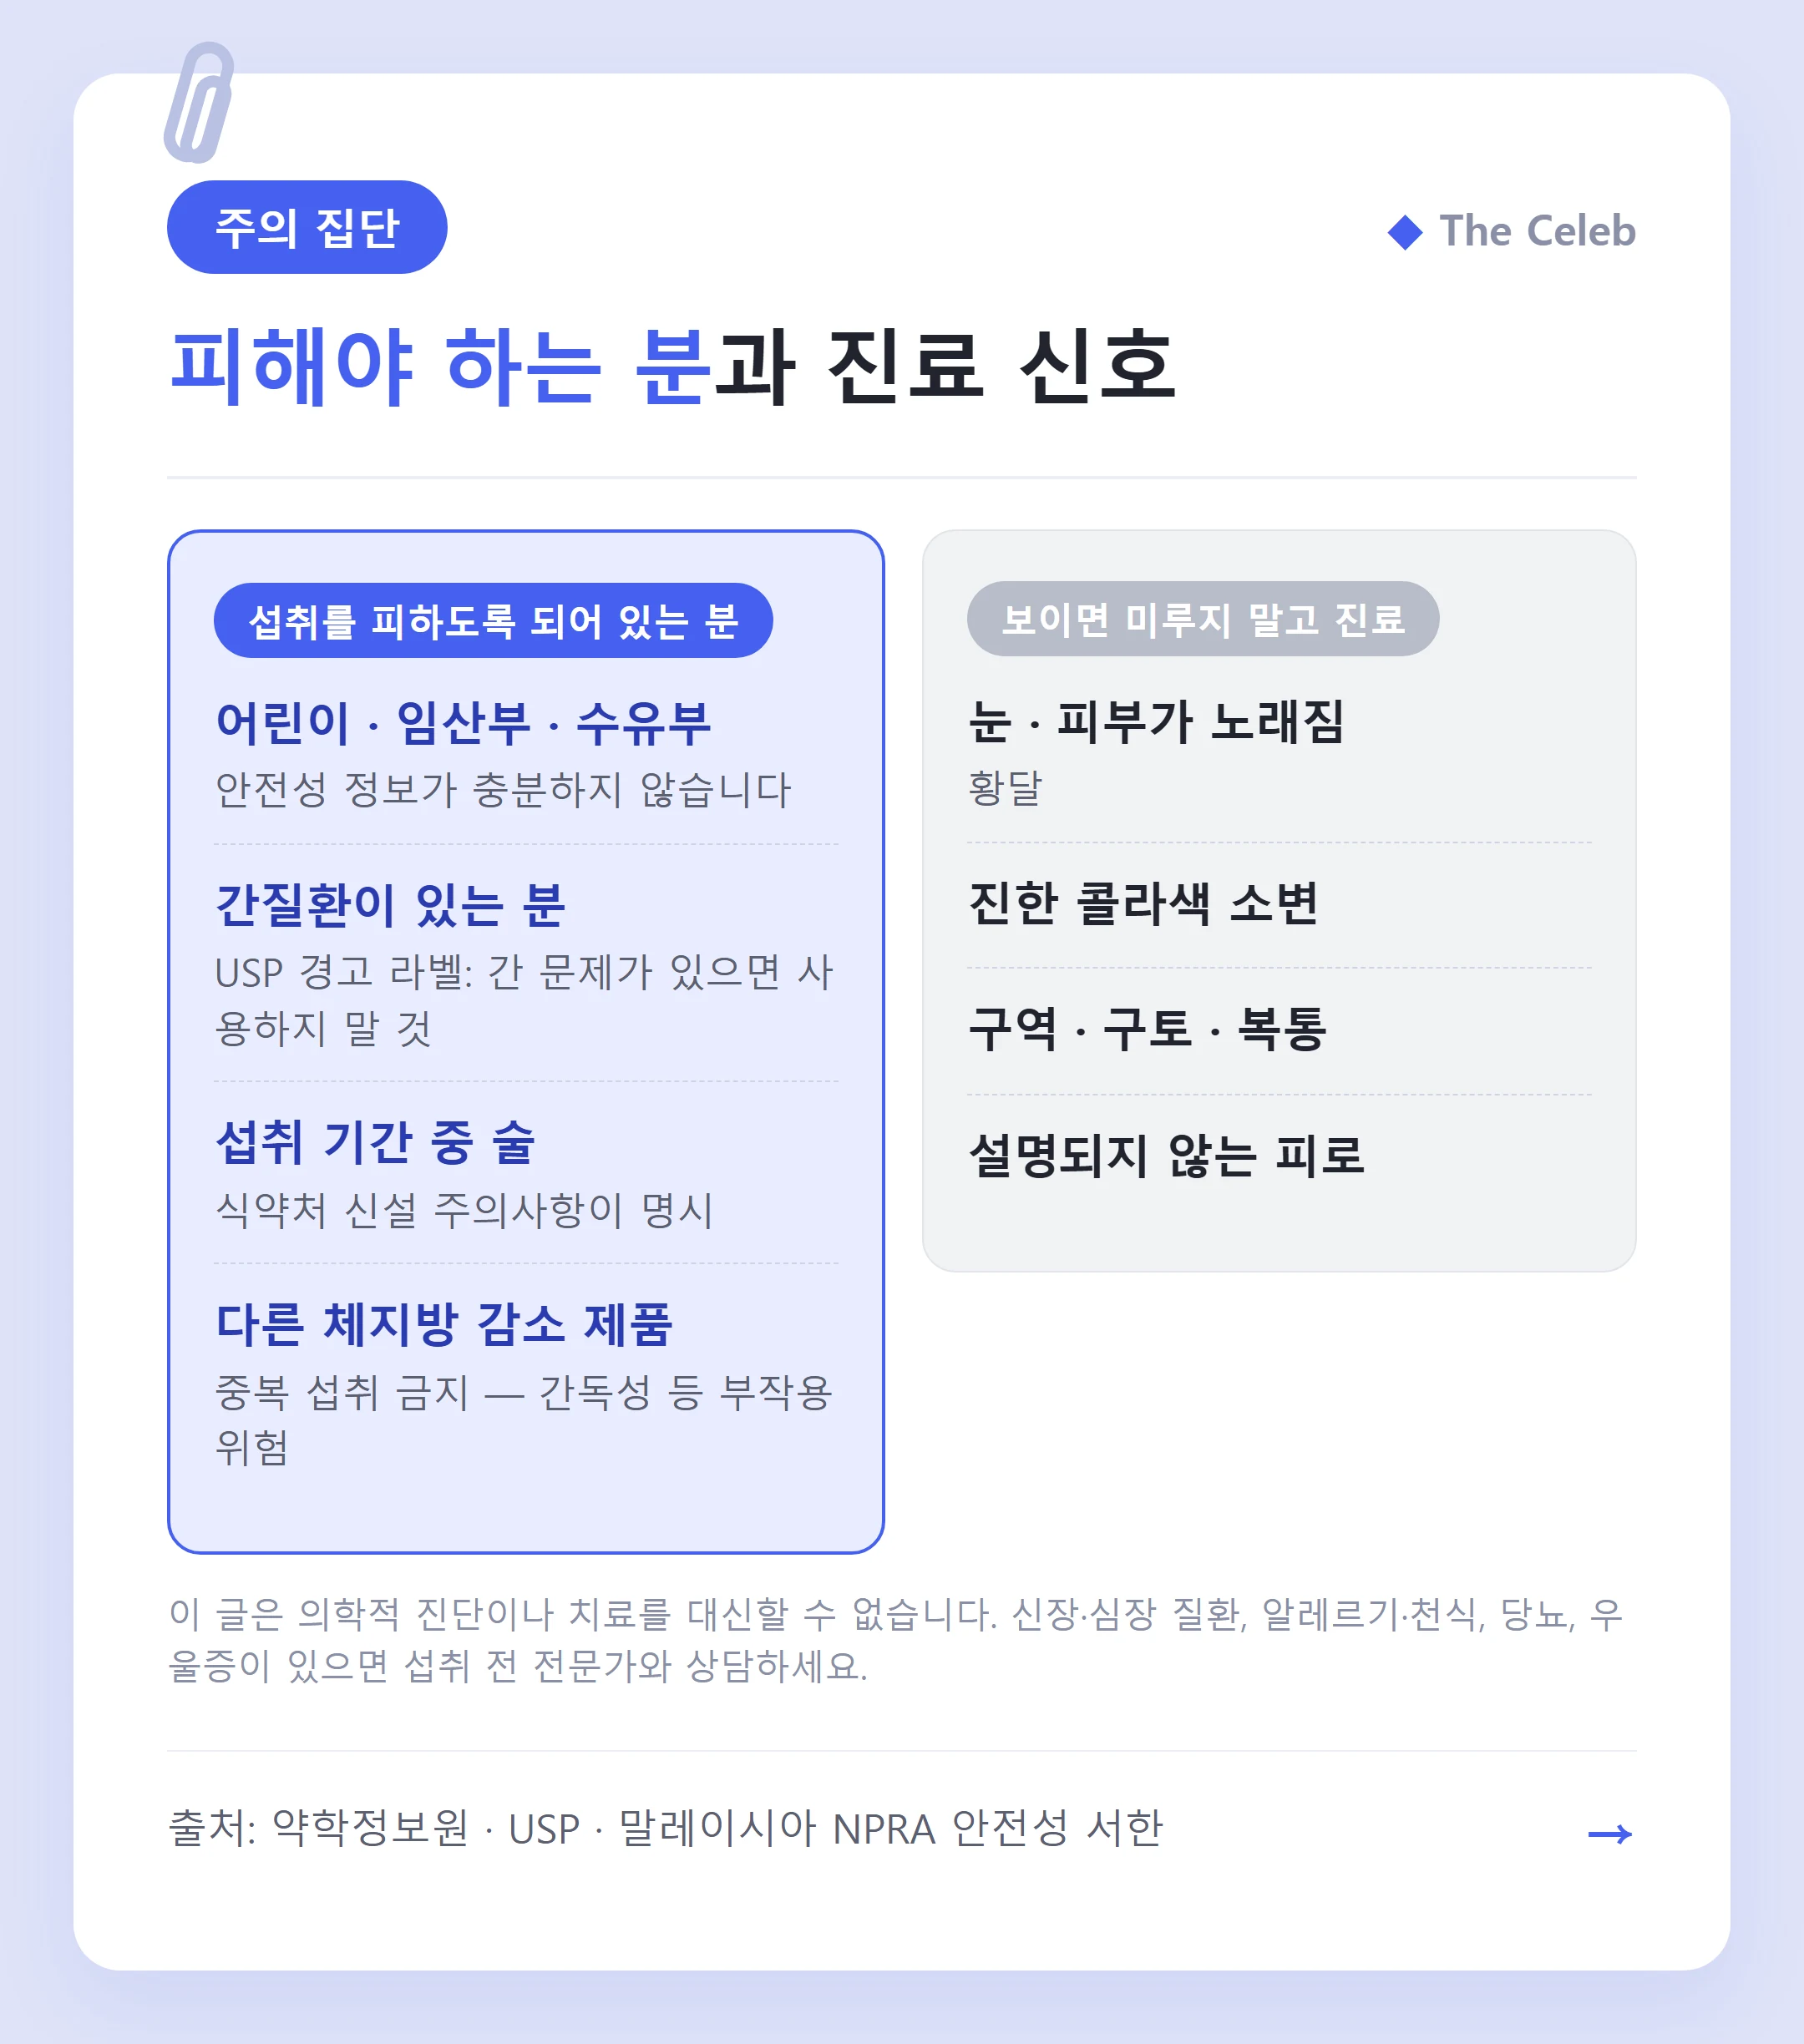 주의 집단
◆ The Celeb
피해야 하는 분과 진료 신호
섭취를 피하도록 되어 있는 분
어린이 · 임산부 · 수유부
안전성 정보가 충분하지 않습니다
간질환이 있는 분
USP 경고 라벨: 간 문제가 있으면 사
용하지 말 것
섭취 기간 중 술
식약처 신설 주의사항이 명시
다른 체지방 감소 제품
중복 섭취 금지 — 간독성 등 부작용
위험
보이면 미루지 말고 진료
눈 · 피부가 노래짐
황달
진한 콜라색 소변
구역 · 구토 · 복통
설명되지 않는 피로
이 글은 의학적 진단이나 치료를 대신할 수 없습니다. 신장·심장 질환, 알레르기·천식, 당뇨, 우
울증이 있으면 섭취 전 전문가와 상담하세요.
출처: 약학정보원 · USP · 말레이시아 NPRA 안전성 서한
→